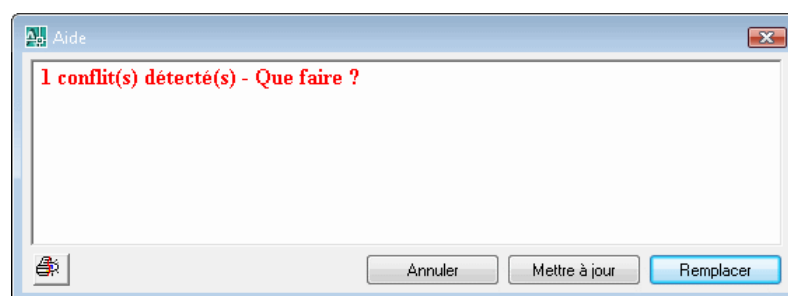 Aide
1 conflit(s) détecté(s) - Que faire ?
Annuler
Mettre à jour
Remplacer